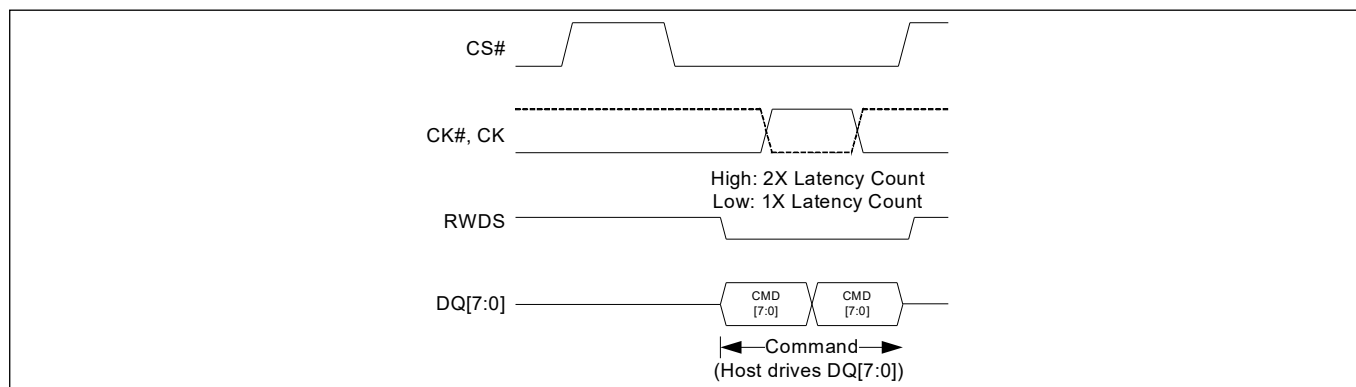 CS#
CK#, CK
High: 2X Latency Count
Low: 1X Latency Count
RWDS
DQ[7:0]
CMD
[7:0]
CMD
[7:0]
Command
(Host drives DQ[7:0])